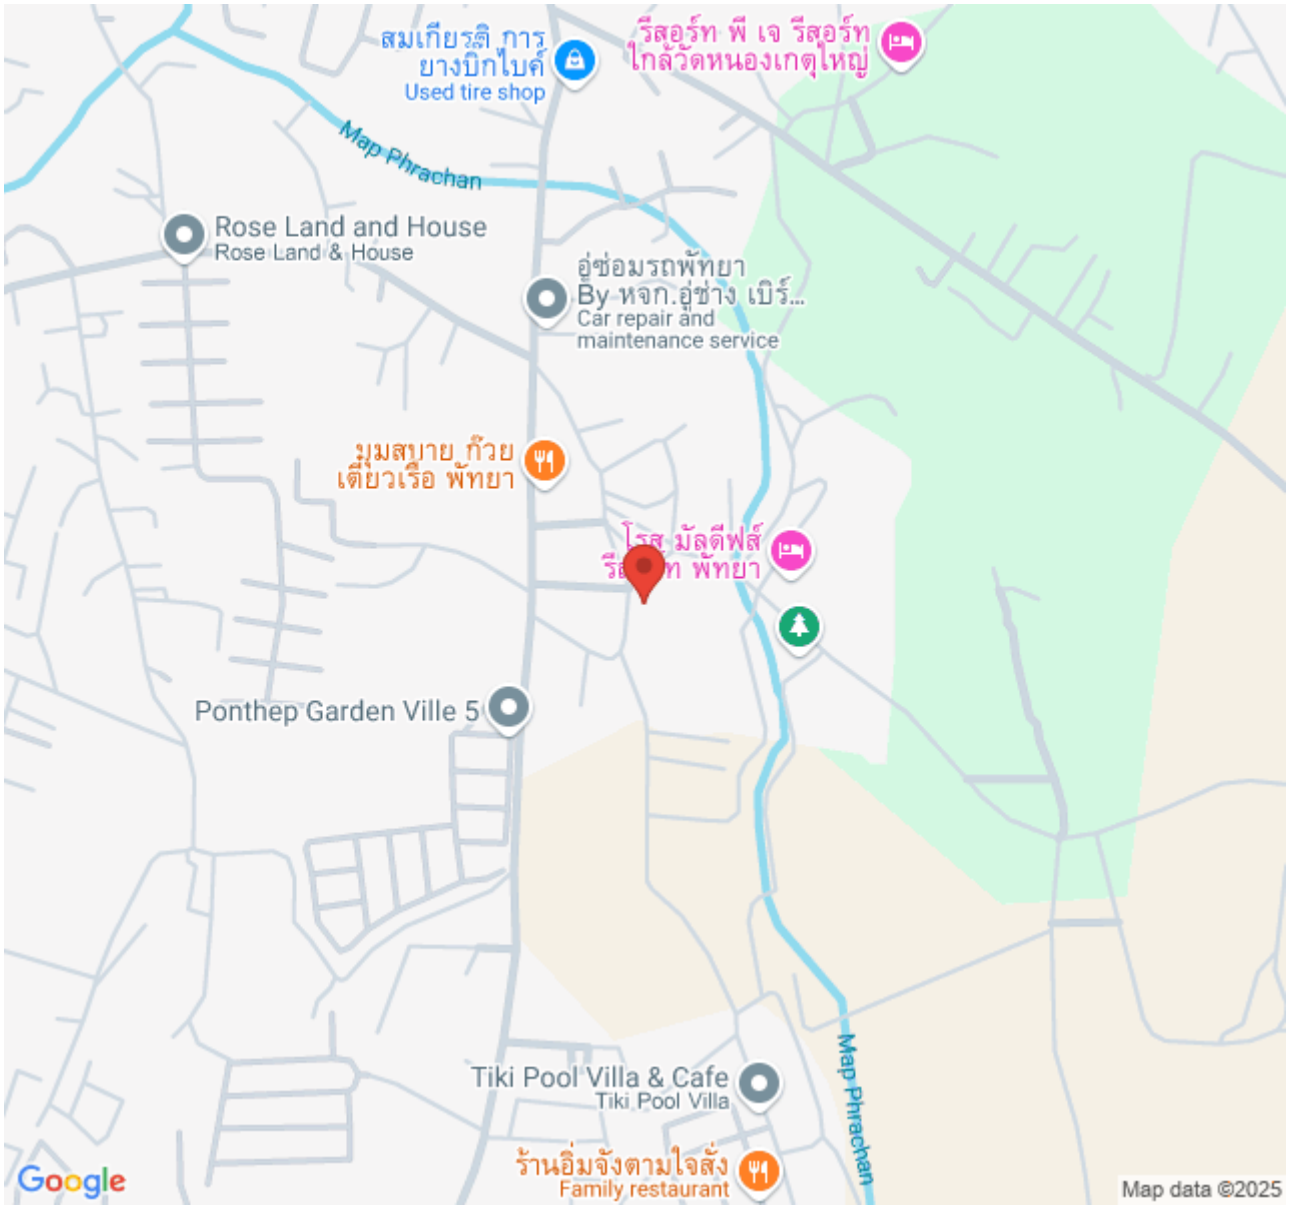 สมเกียรติ การ
ยางบิกไบค์
Used tire shop
รีสอร์ท พี เจ รีสอร์ท
ใกล้วัดหนองเกตุใหญ่
Map Phrachan
Rose Land and House
Rose Land & House
อู่ซ่อมรถพัทยา
By หจก.อู่ช่าง เบิร์...
Car repair and
maintenance service
มุมสบาย ก๊วย
เตี๋ยวเรือ พัทยา
โรส มัลดีฟส์
พัทยา
Ponthep Garden Ville 5
Map Phrachan
Tiki Pool Villa & Cafe
Tiki Pool Villa
ร้านอิ่มจังตามใจสั่ง
Family restaurant
Google
Map data ©2025